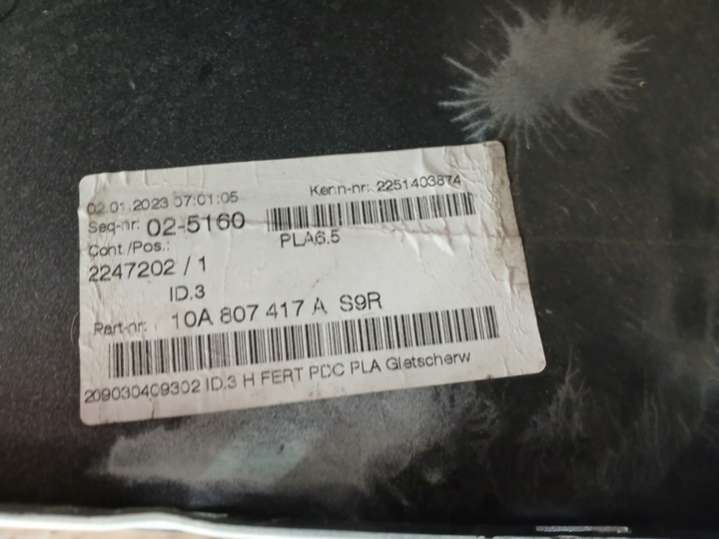 02.01.2023 07:01:05 Kenn-nr: 2251403874
Seq-nr: 02-5160
PLA6.5
Cont./Pos.:
2247202 / 1
ID.3
Part-nr.: 10A 807 417 A S9R
209030409302 ID.3 H FERT PDC PLA Gletscherw